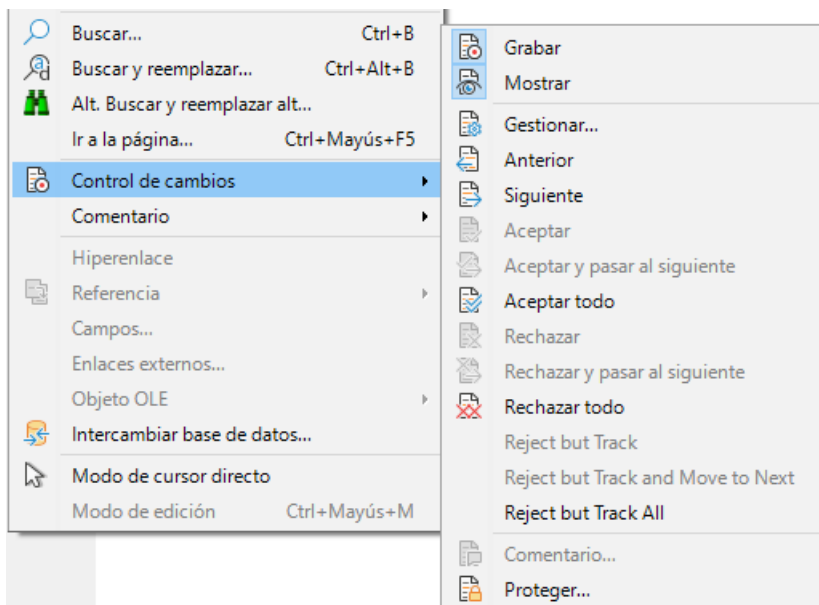 Buscar... Ctrl+B
Buscar y reemplazar... Ctrl+Alt+B
Alt. Buscar y reemplazar alt...
Ir a la página... Ctrl+Mayús+F5
Control de cambios
Comentario
Hiperenlace
Referencia
Campos...
Enlaces externos...
Objeto OLE
Intercambiar base de datos...
Modo de cursor directo
Modo de edición Ctrl+Mayús+M
Grabar
Mostrar
Gestionar...
Anterior
Siguiente
Aceptar
Aceptar y pasar al siguiente
Aceptar todo
Rechazar
Rechazar y pasar al siguiente
Rechazar todo
Reject but Track
Reject but Track and Move to Next
Reject but Track All
Comentario...
Proteger...